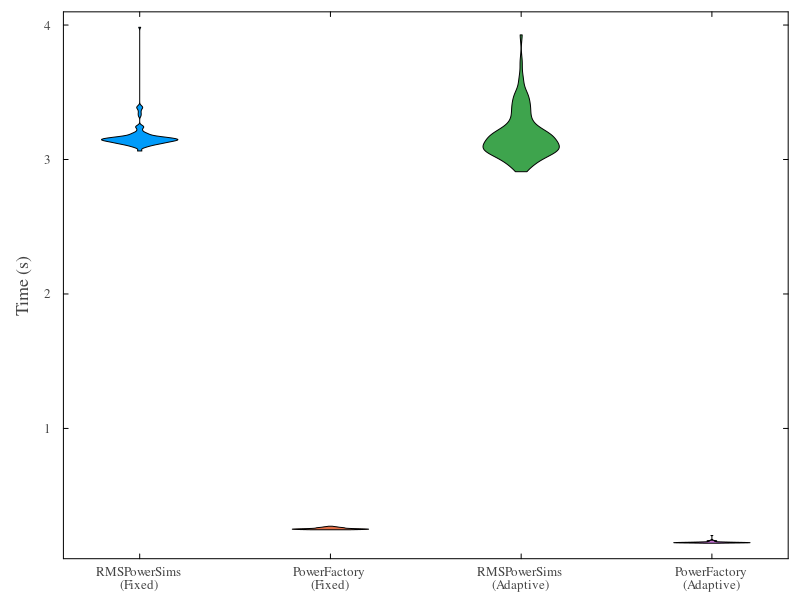 4
3
2
1
Time (s)
RMSPowerSims
(Fixed)
PowerFactory
(Fixed)
RMSPowerSims
(Adaptive)
PowerFactory
(Adaptive)